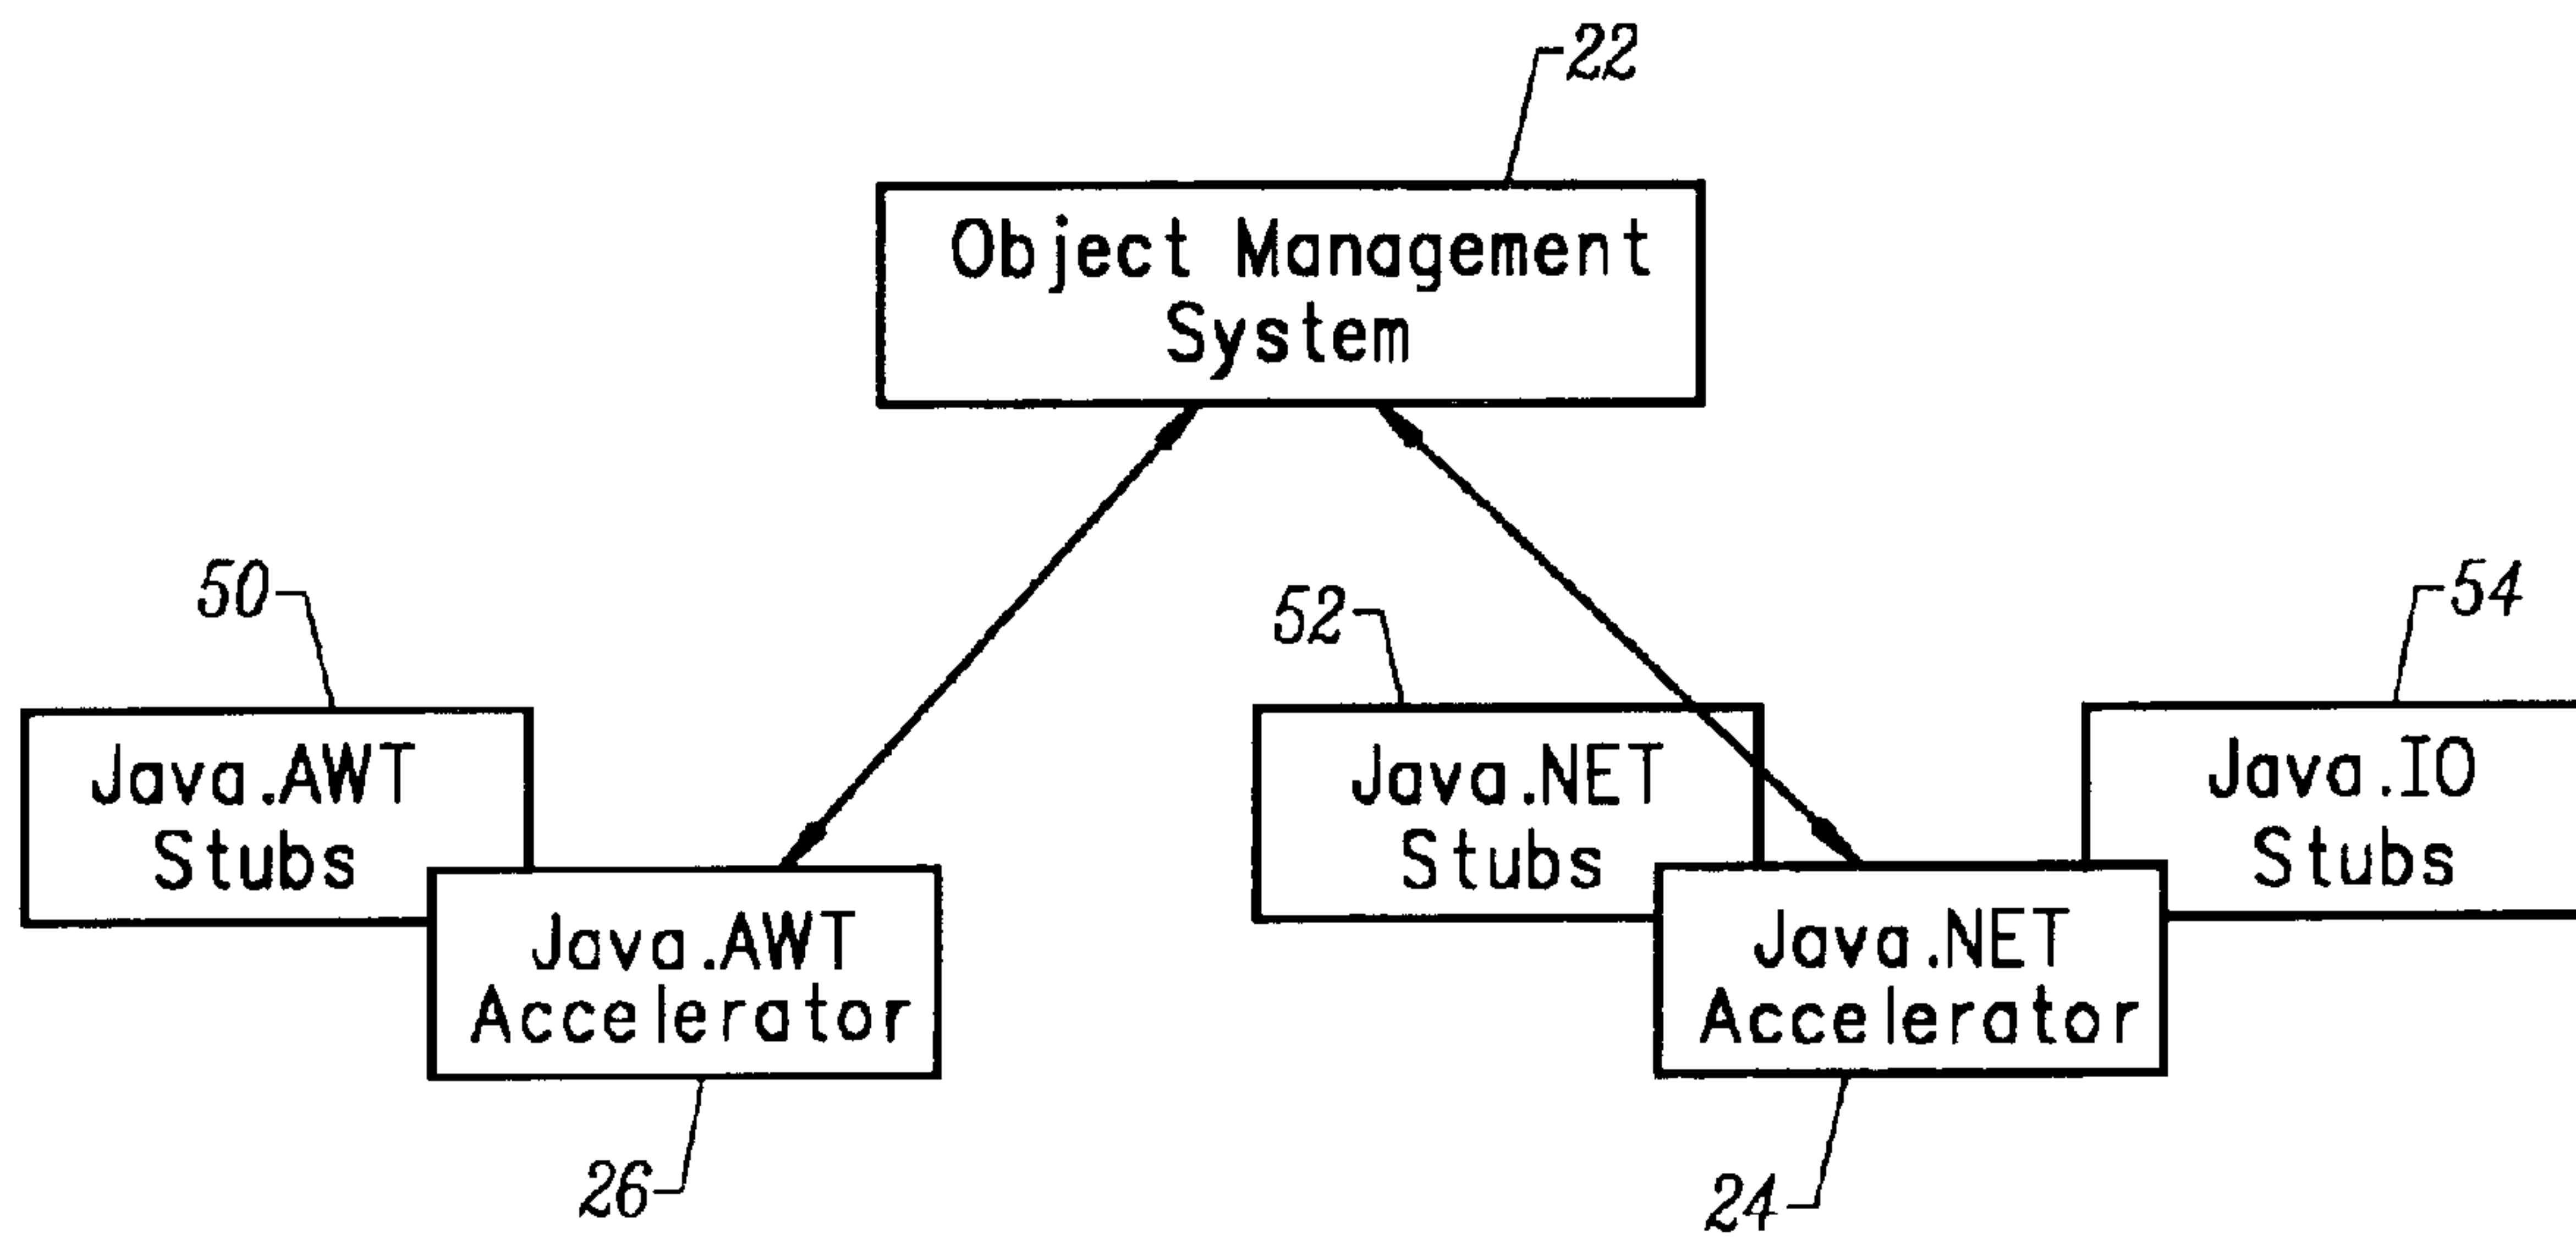 22
Object Management
System
50
52
54
Java.AWT
Stubs
Java.NET
Stubs
Java.IO
Stubs
Java.AWT
Accelerator
Java.NET
Accelerator
26
24